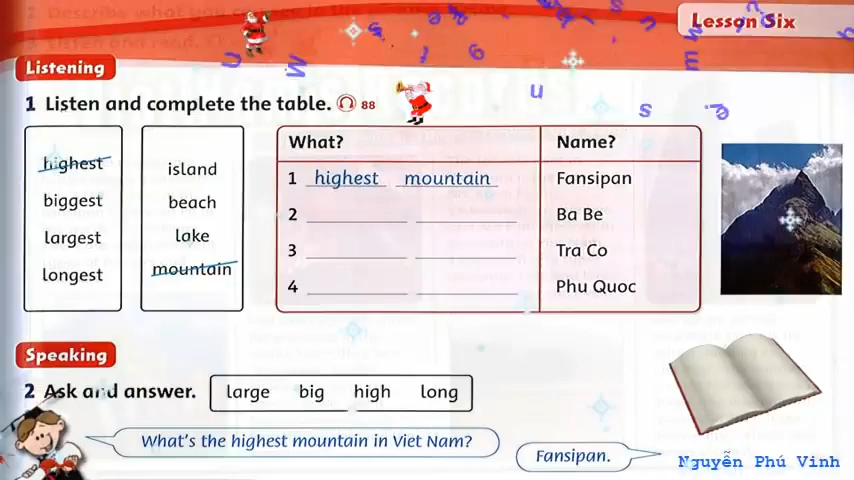 Lesson Six
Listening
1 Listen and complete the table. 88
highest
biggest
largest
longest
island
beach
lake
mountain
What? Name?
1 highest mountain Fansipan
2 Ba Be
3 Tra Co
4 Phu Quoc
Speaking
2 Ask and answer.
large big high long
What's the highest mountain in Viet Nam?
Fansipan.
Nguyễn Phú Vinh